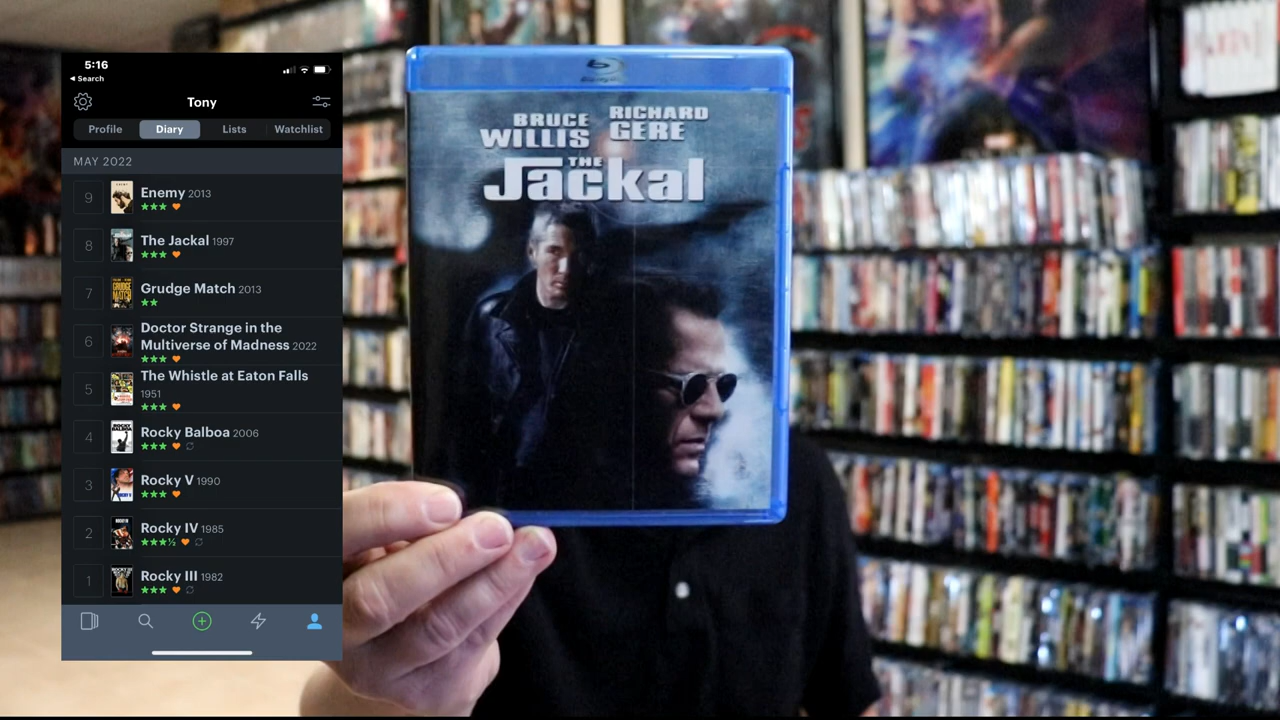 5:16
Search
Tony
Profile
Diary
Lists
Watchlist
MAY 2022
9
Enemy 2013
8
The Jackal 1997
7
Grudge Match 2013
6
Doctor Strange in the
Multiverse of Madness 2022
5
The Whistle at Eaton Falls
1951
4
Rocky Balboa 2006
3
Rocky V 1990
2
Rocky IV 1985
½
1
Rocky III 1982
BRUCE
WILLIS
RICHARD
GERE
THE
Jackal